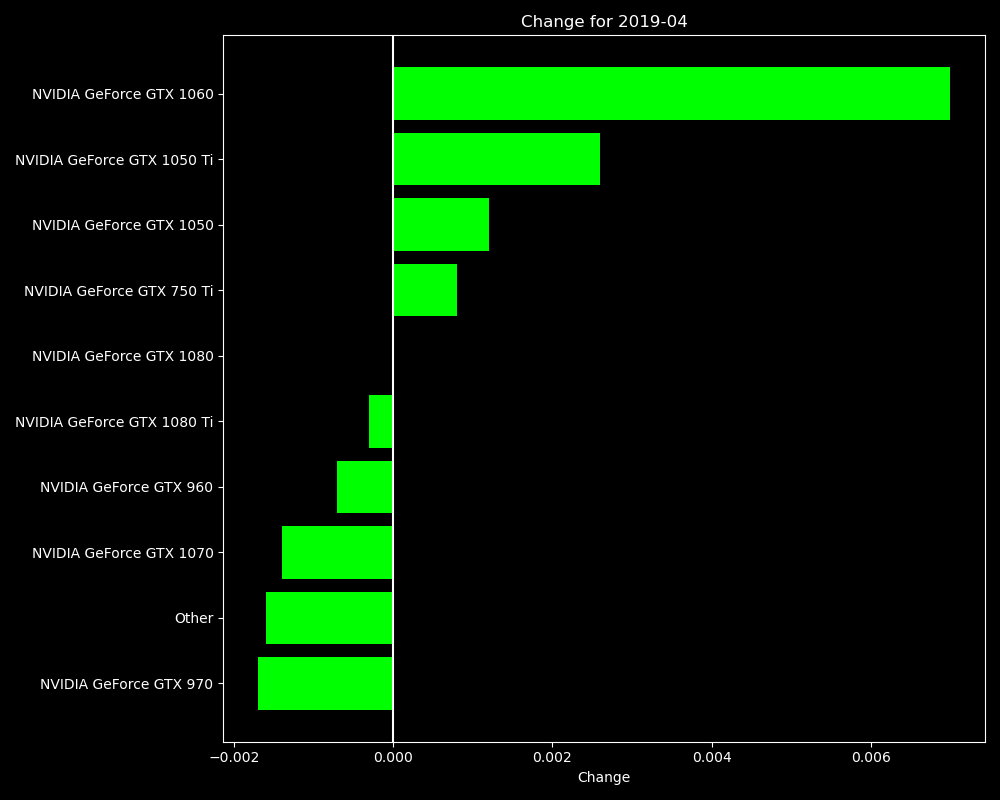 Change for 2019-04
NVIDIA GeForce GTX 1060
NVIDIA GeForce GTX 1050 Ti
NVIDIA GeForce GTX 1050
NVIDIA GeForce GTX 750 Ti
NVIDIA GeForce GTX 1080
NVIDIA GeForce GTX 1080 Ti
NVIDIA GeForce GTX 960
NVIDIA GeForce GTX 1070
Other
NVIDIA GeForce GTX 970
−0.002 0.000 0.002 0.004 0.006
Change